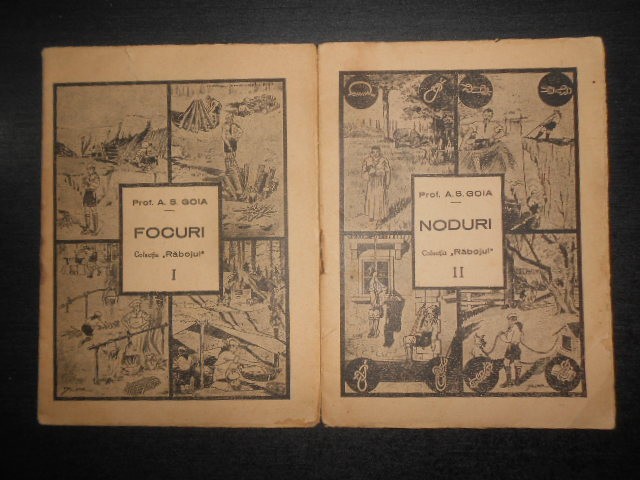 Prof. A. S. GOIA
FOCURI
Colecția „Răbojul"
I
Prof. A. S. GOIA
NODURI
Colecția „Răbojul"
II